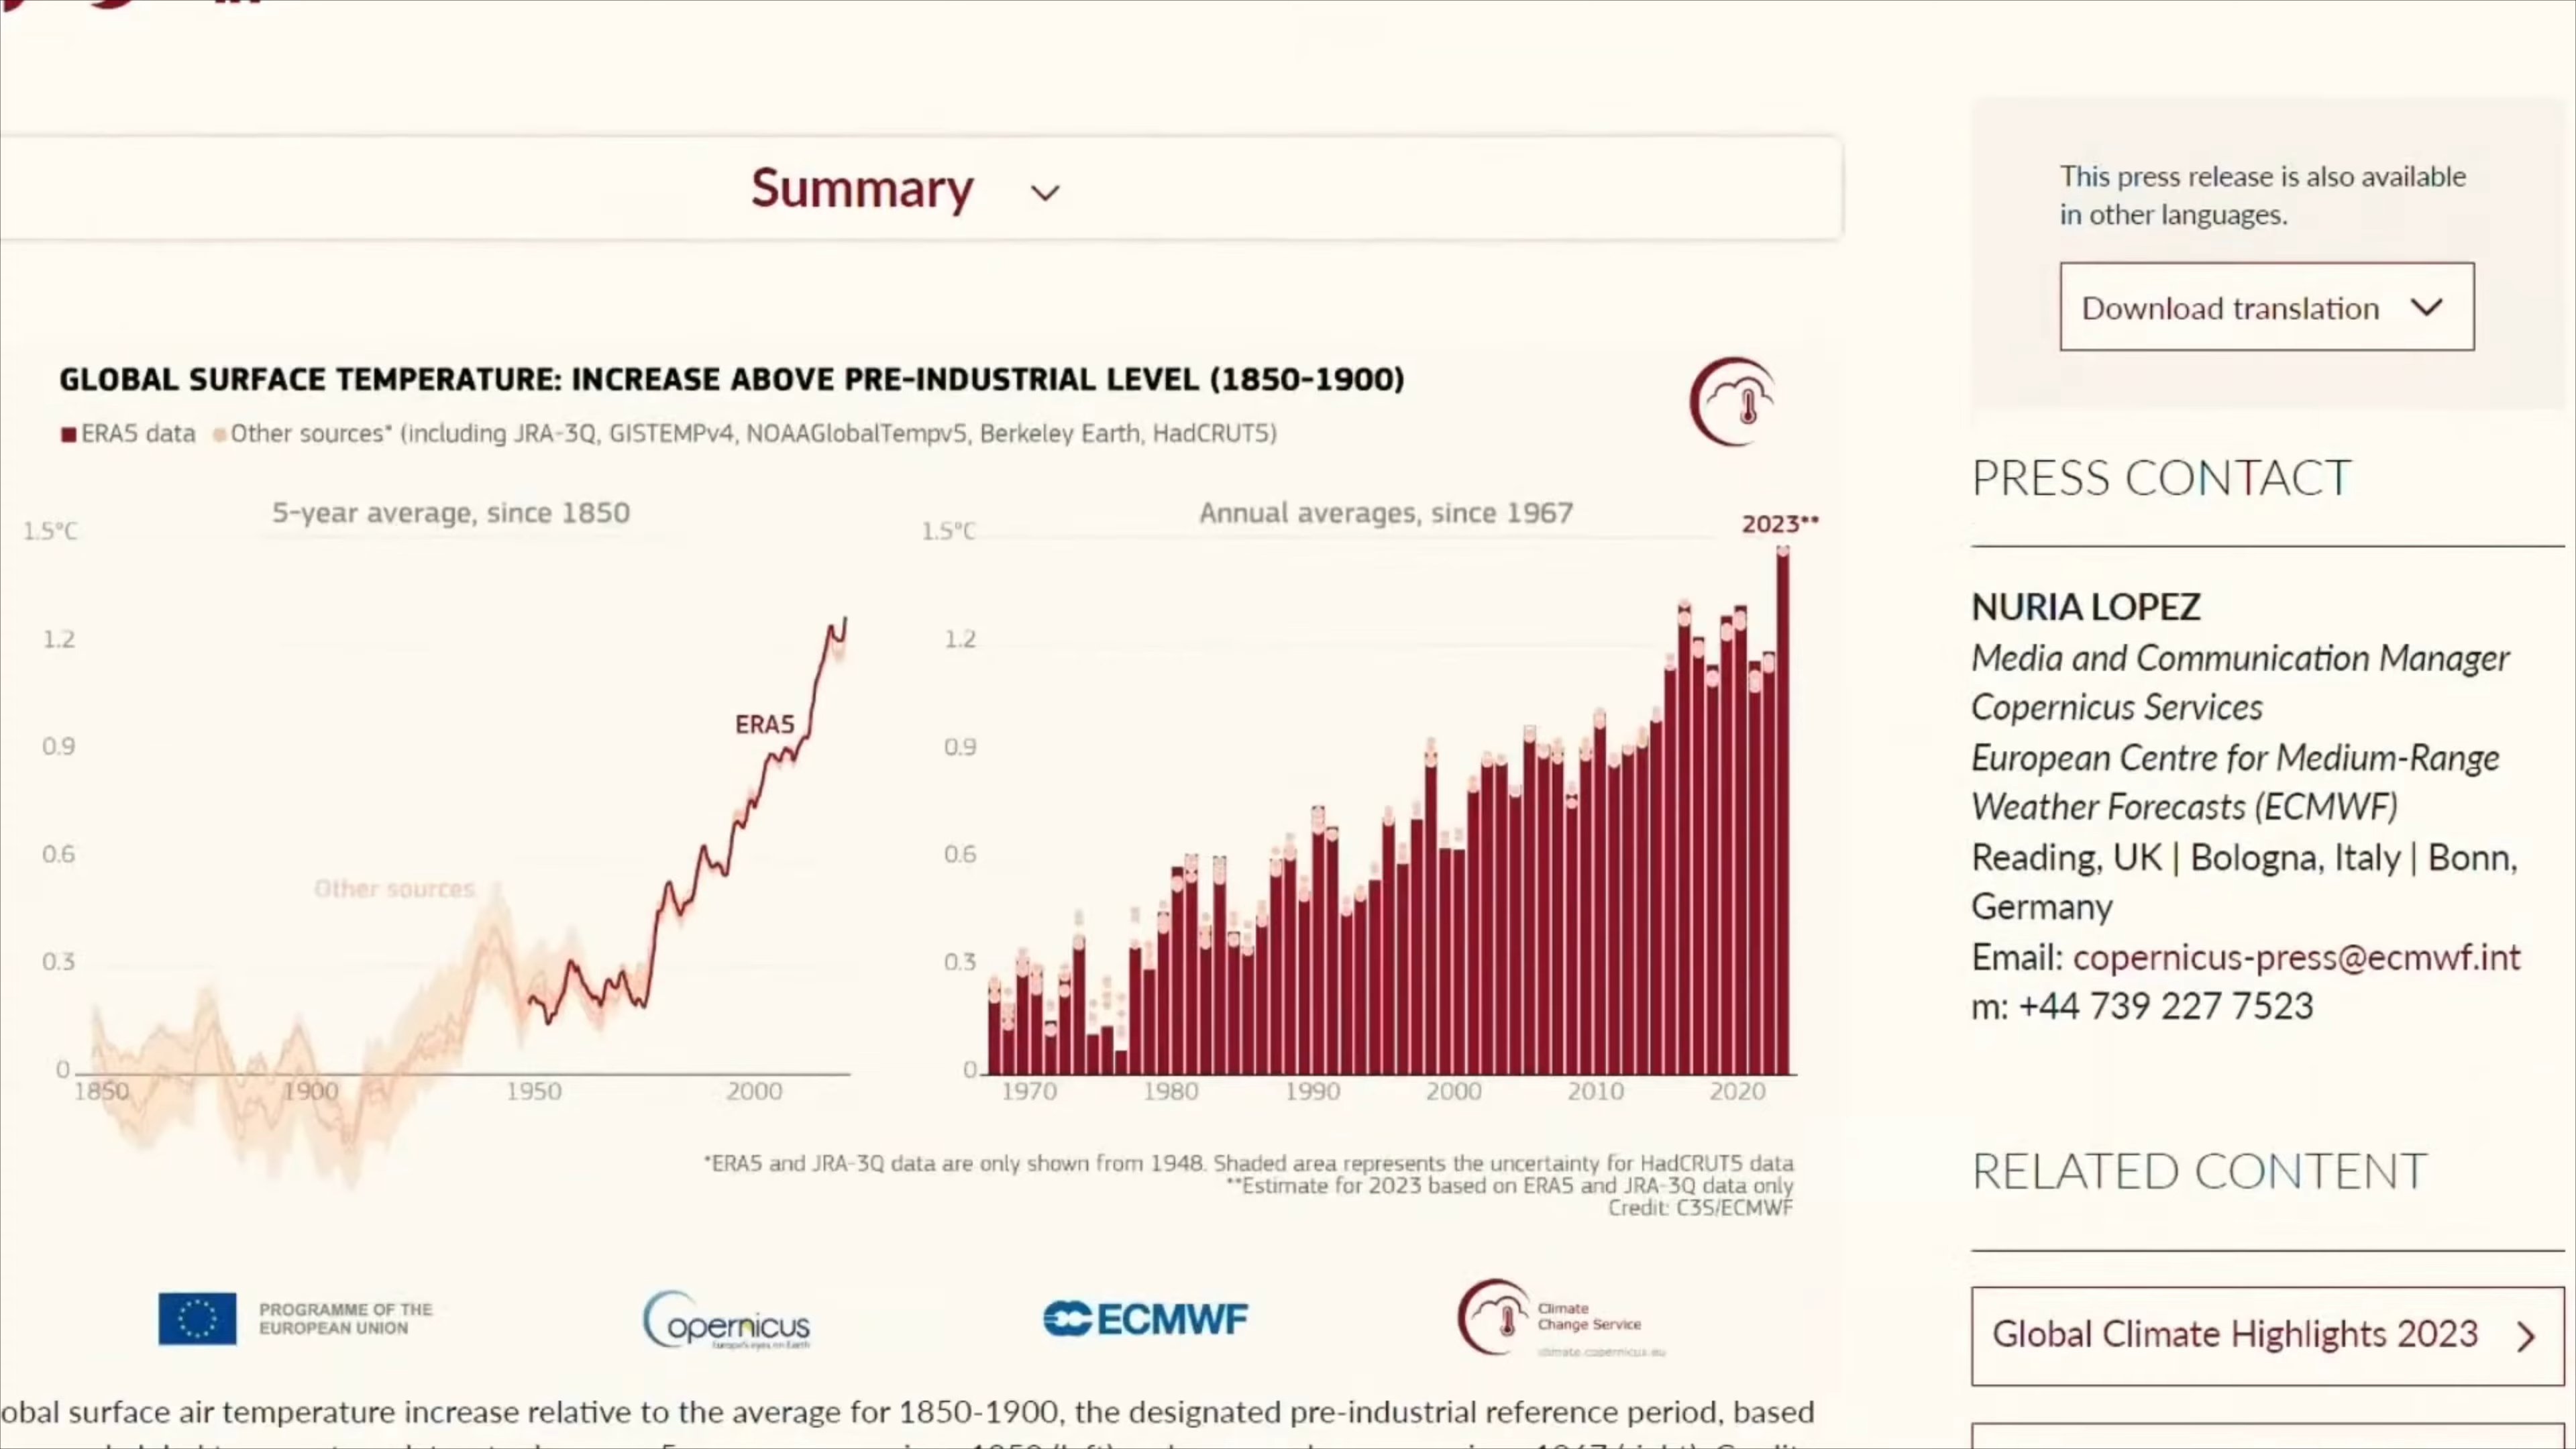 Summary
GLOBAL SURFACE TEMPERATURE: INCREASE ABOVE PRE-INDUSTRIAL LEVEL (1850-1900)
ERA5 data Other sources* (including JRA-3Q, GISTEMPv4, NOAAGlobalTempv5, Berkeley Earth, HadCRUT5)
5-year average, since 1850
1.5°C
1.2
0.9
0.6
0.3
0
ERA5
Other sources
1850 1900 1950 2000
Annual averages, since 1967
2023**
1.5°C
1.2
0.9
0.6
0.3
0
1970 1980 1990 2000 2010 2020
*ERA5 and JRA-3Q data are only shown from 1948. Shaded area represents the uncertainty for HadCRUT5 data
**Estimate for 2023 based on ERA5 and JRA-3Q data only
Credit: C3S/ECMWF
PROGRAMME OF THE
EUROPEAN UNION
Copernicus
Europe's eyes on Earth
ECMWF
Climate
Change Service
climate.copernicus.eu
obal surface air temperature increase relative to the average for 1850-1900, the designated pre-industrial reference period, based
This press release is also available
in other languages.
Download translation
PRESS CONTACT
NURIA LOPEZ
Media and Communication Manager
Copernicus Services
European Centre for Medium-Range
Weather Forecasts (ECMWF)
Reading, UK | Bologna, Italy | Bonn,
Germany
Email: copernicus-press@ecmwf.int
m: +44 739 227 7523
RELATED CONTENT
Global Climate Highlights 2023